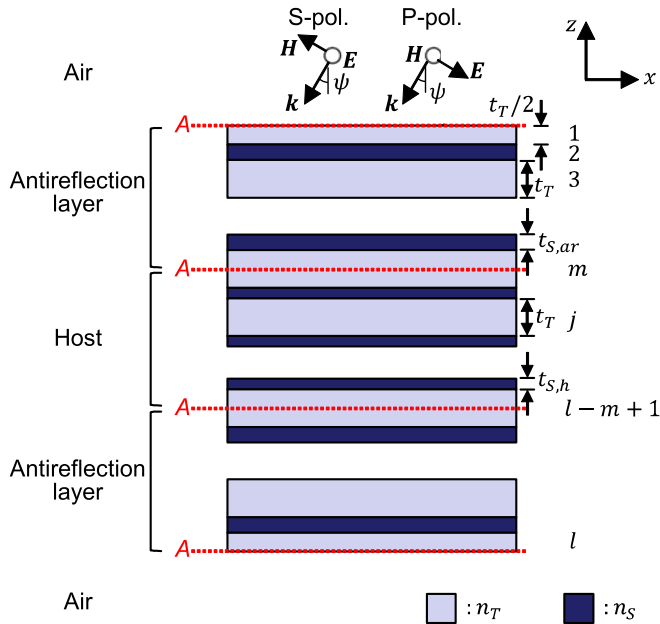 S-pol. P-pol.
z
H E H E
Air
x
k ψ k ψ
t_T/2
A
1
2
3
t_T
Antireflection
layer
t_{S,ar}
A
m
t_T j
Host
t_{S,h}
A
l − m + 1
Antireflection
layer
A
l
Air
: n_T : n_S